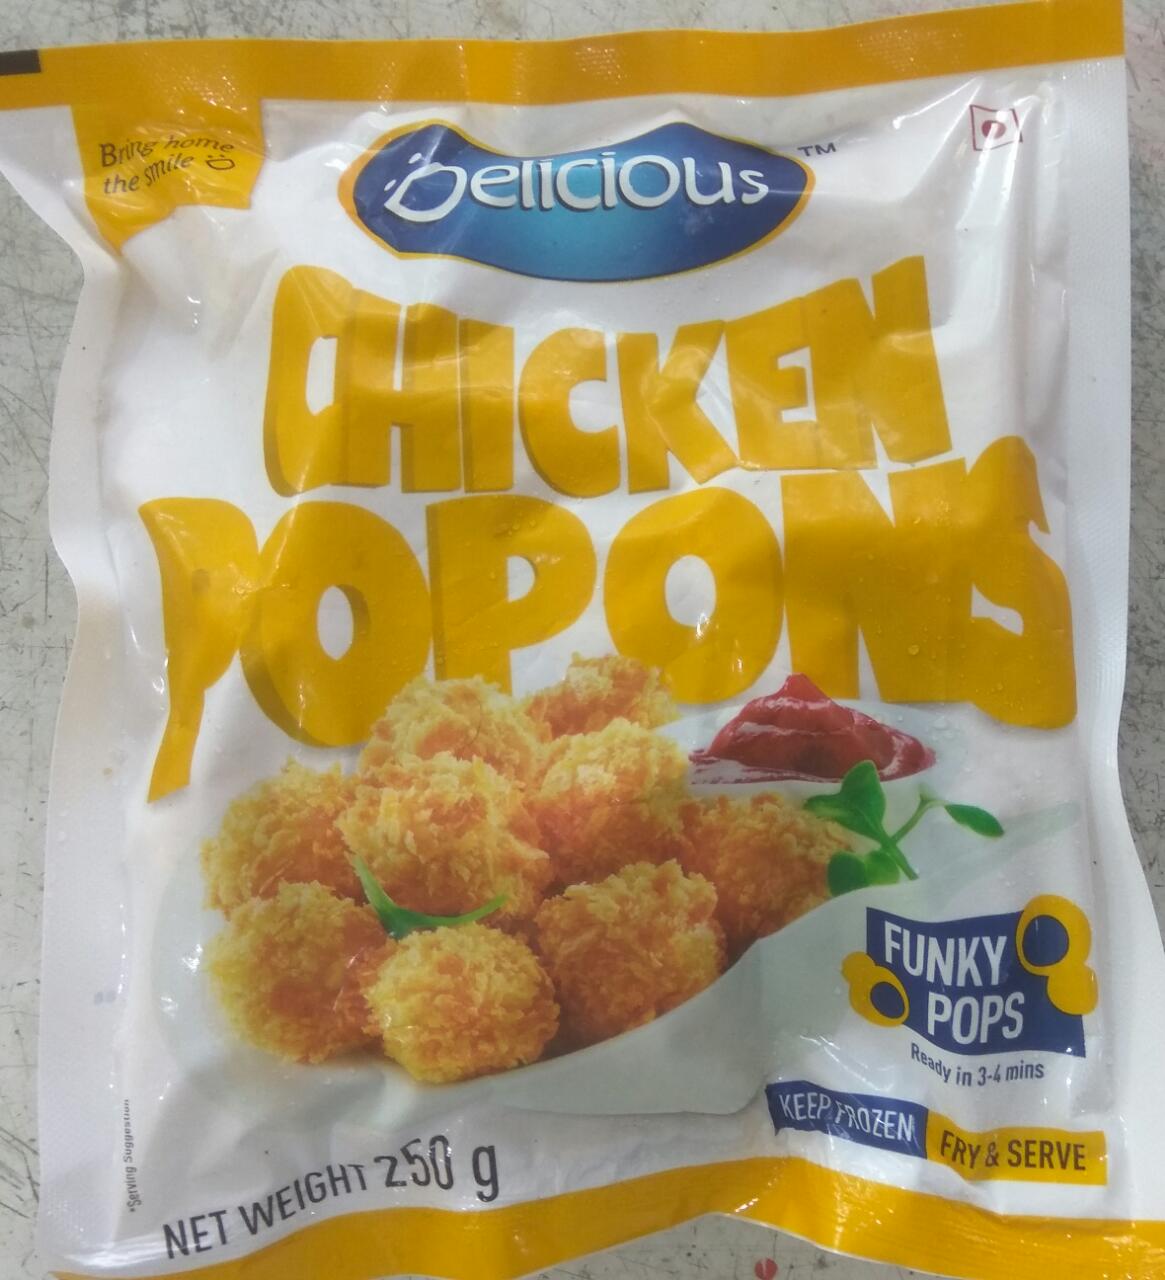 Bring home
the smile
Delicious TM
CHICKEN
POPONS
FUNKY
POPS
Ready in 3-4 mins
KEEP FROZEN
FRY & SERVE
*Serving Suggestion
NET WEIGHT 250 g